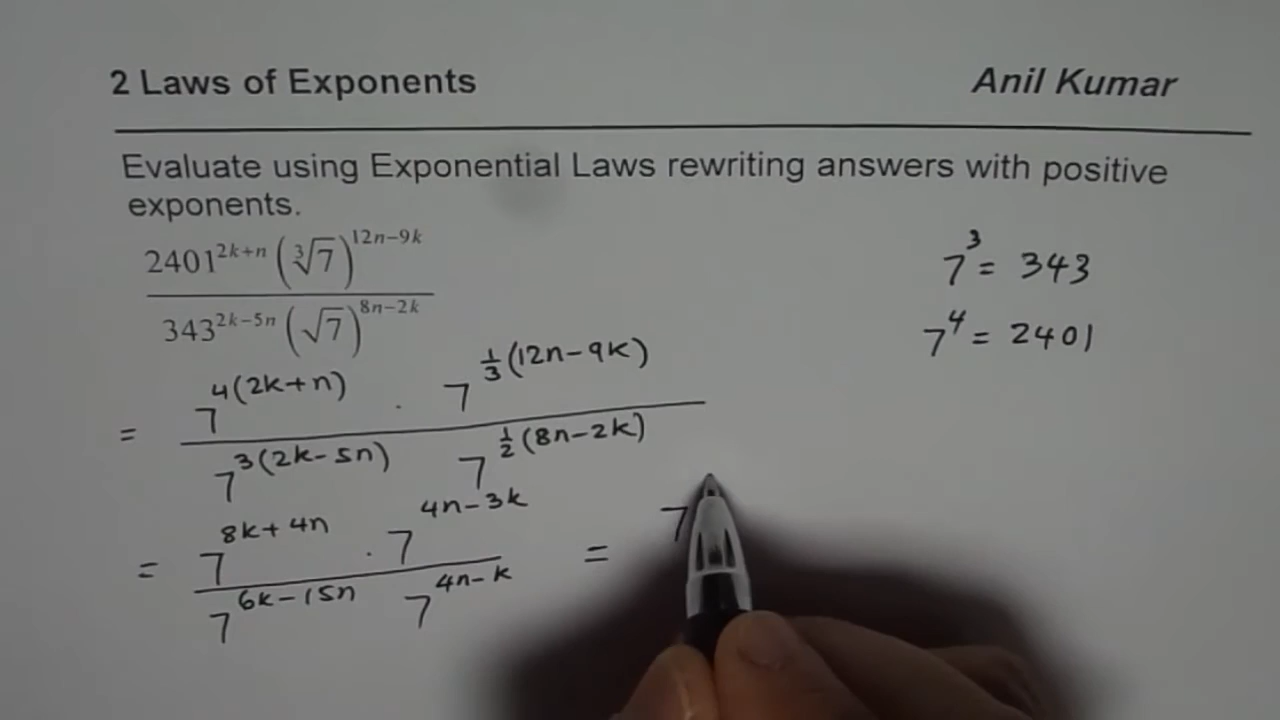 2 Laws of Exponents Anil Kumar
Evaluate using Exponential Laws rewriting answers with positive
exponents.
2401^{2k+n} (∛7)^{12n−9k}
343^{2k−5n} (√7)^{8n−2k}
7^3 = 343
7^4 = 2401
7^{4(2k+n)} · 7^{1/3(12n−9k)}
=
7^{3(2k−5n)} 7^{1/2(8n−2k)}
7^{8k+4n} · 7^{4n−3k}
= = 7
7^{6k−15n} 7^{4n−k}